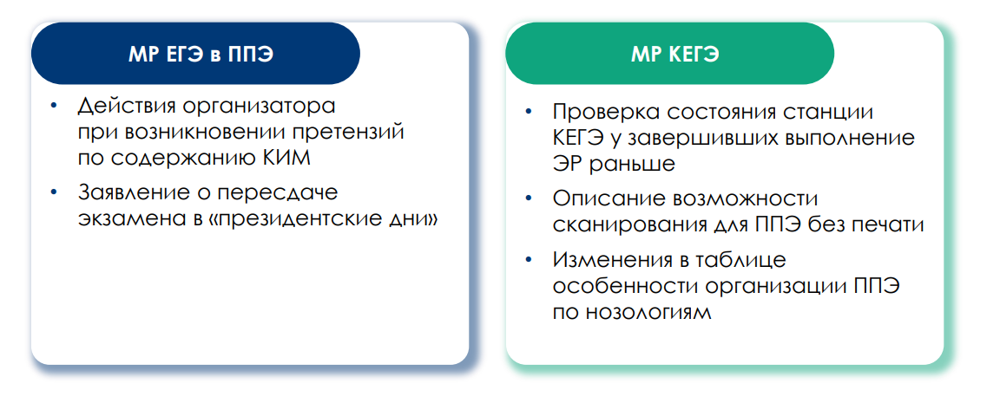 МР ЕГЭ в ППЭ
• Действия организатора
при возникновении претензий
по содержанию КИМ
• Заявление о пересдаче
экзамена в «президентские дни»
МР КЕГЭ
• Проверка состояния станции
КЕГЭ у завершивших выполнение
ЭР раньше
• Описание возможности
сканирования для ППЭ без печати
• Изменения в таблице
особенности организации ППЭ
по нозологиям